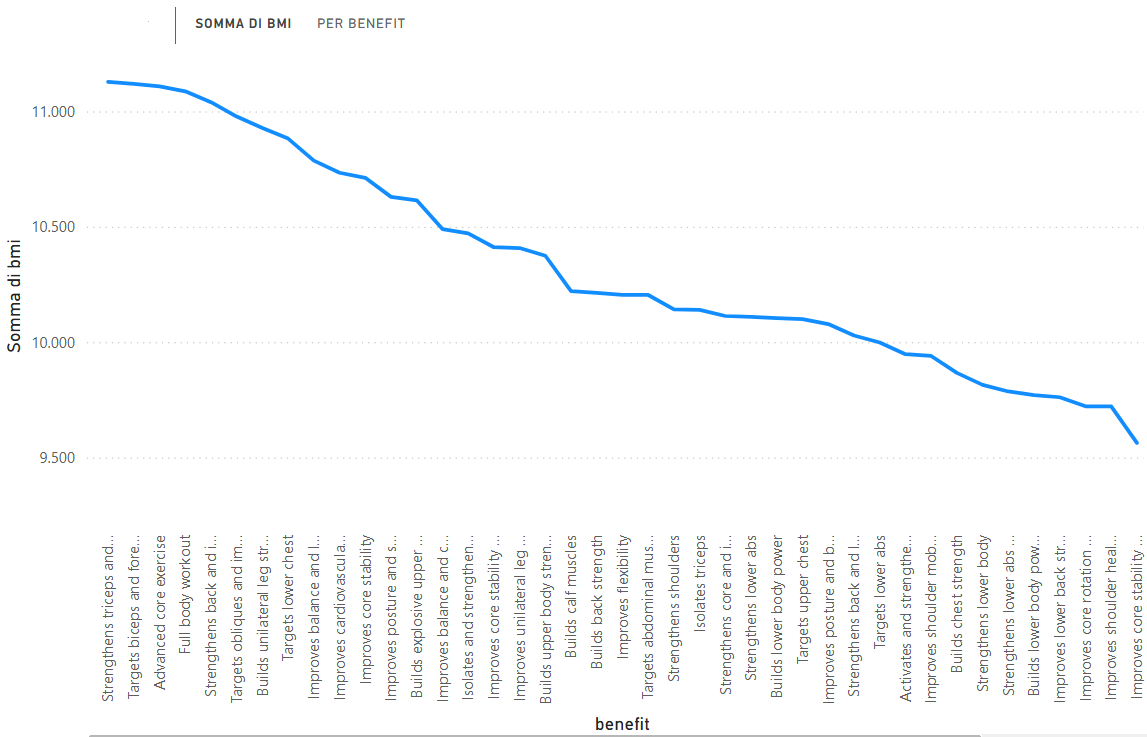 SOMMA DI BMI PER BENEFIT
11.000
10.500
10.000
9.500
Somma di bmi
Strengthens triceps and...
Targets biceps and fore...
Advanced core exercise
Full body workout
Strengthens back and i...
Targets obliques and im...
Builds unilateral leg str...
Targets lower chest
Improves balance and l...
Improves cardiovascula...
Improves core stability
Improves posture and s...
Builds explosive upper ...
Improves balance and c...
Isolates and strengthen...
Improves core stability ...
Improves unilateral leg ...
Builds upper body stren...
Builds calf muscles
Builds back strength
Improves flexibility
Targets abdominal mus...
Strengthens shoulders
Isolates triceps
Strengthens core and i...
Strengthens lower abs
Builds lower body power
Targets upper chest
Improves posture and b...
Strengthens back and l...
Targets lower abs
Activates and strengthe...
Improves shoulder mob...
Builds chest strength
Strengthens lower body
Strengthens lower abs ...
Builds lower body pow...
Improves lower back str...
Improves core rotation ...
Improves shoulder heal...
Improves core stability ...
benefit